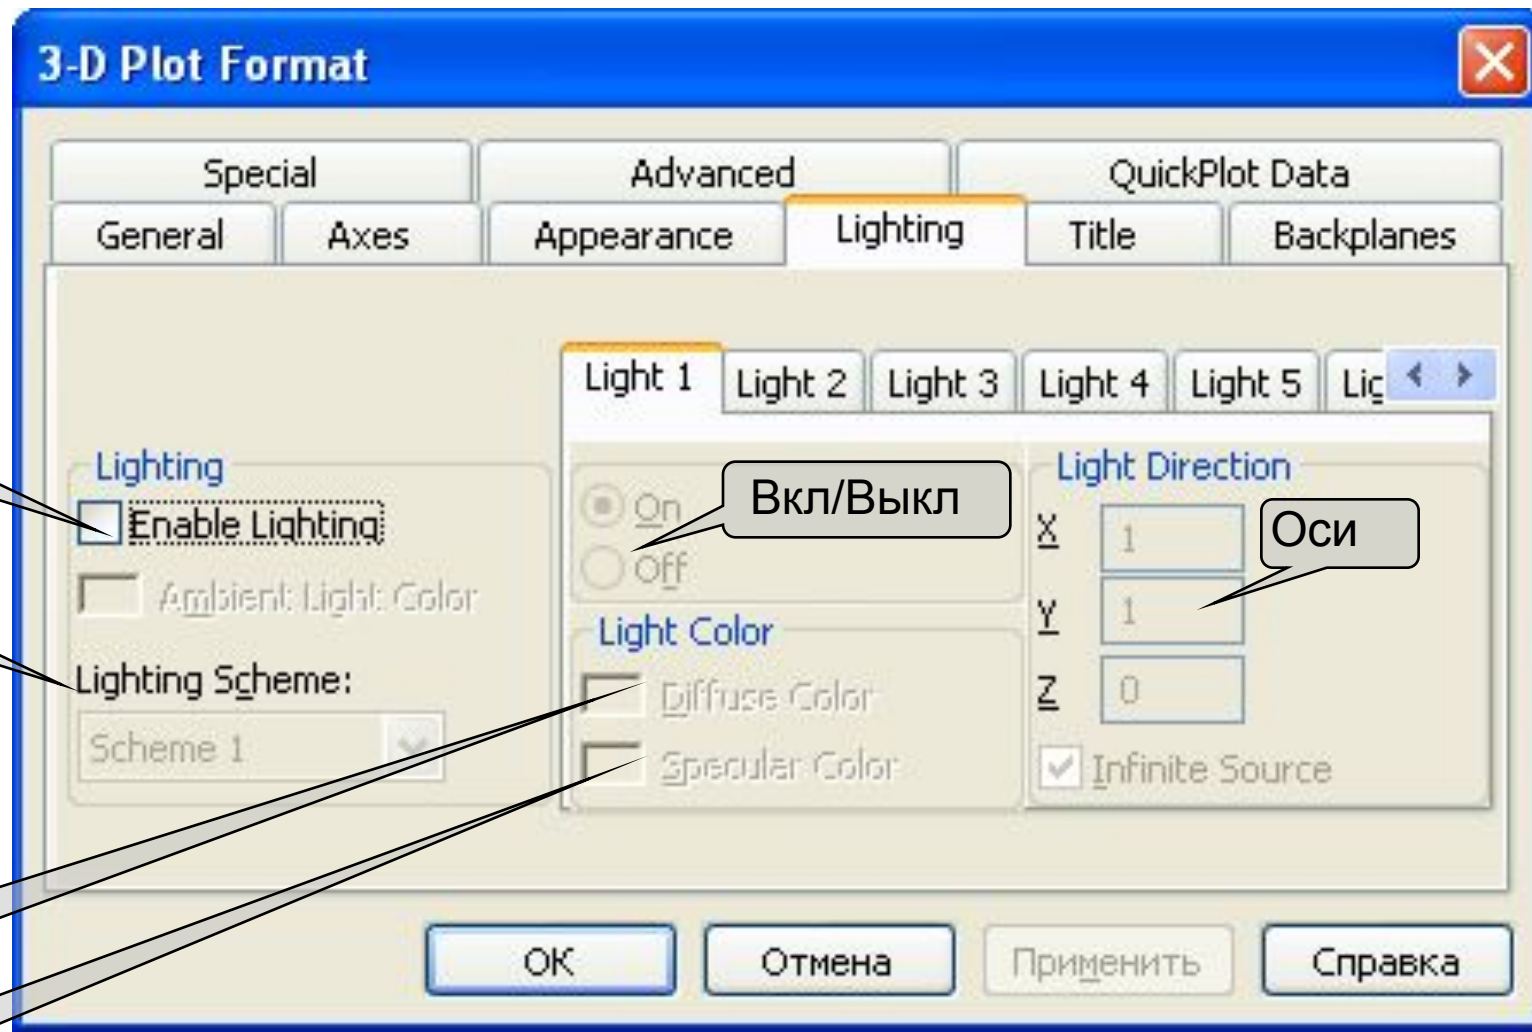 3-D Plot Format
Special Advanced QuickPlot Data
General Axes Appearance Lighting Title Backplanes
Light 1 Light 2 Light 3 Light 4 Light 5 Lig
Lighting
Enable Lighting
Ambient Light Color
Lighting Scheme:
Scheme 1
On
Off
Вкл/Выкл
Light Color
Diffuse Color
Specular Color
Light Direction
X 1
Оси
Y 1
Z 0
Infinite Source
ОК Отмена Применить Справка